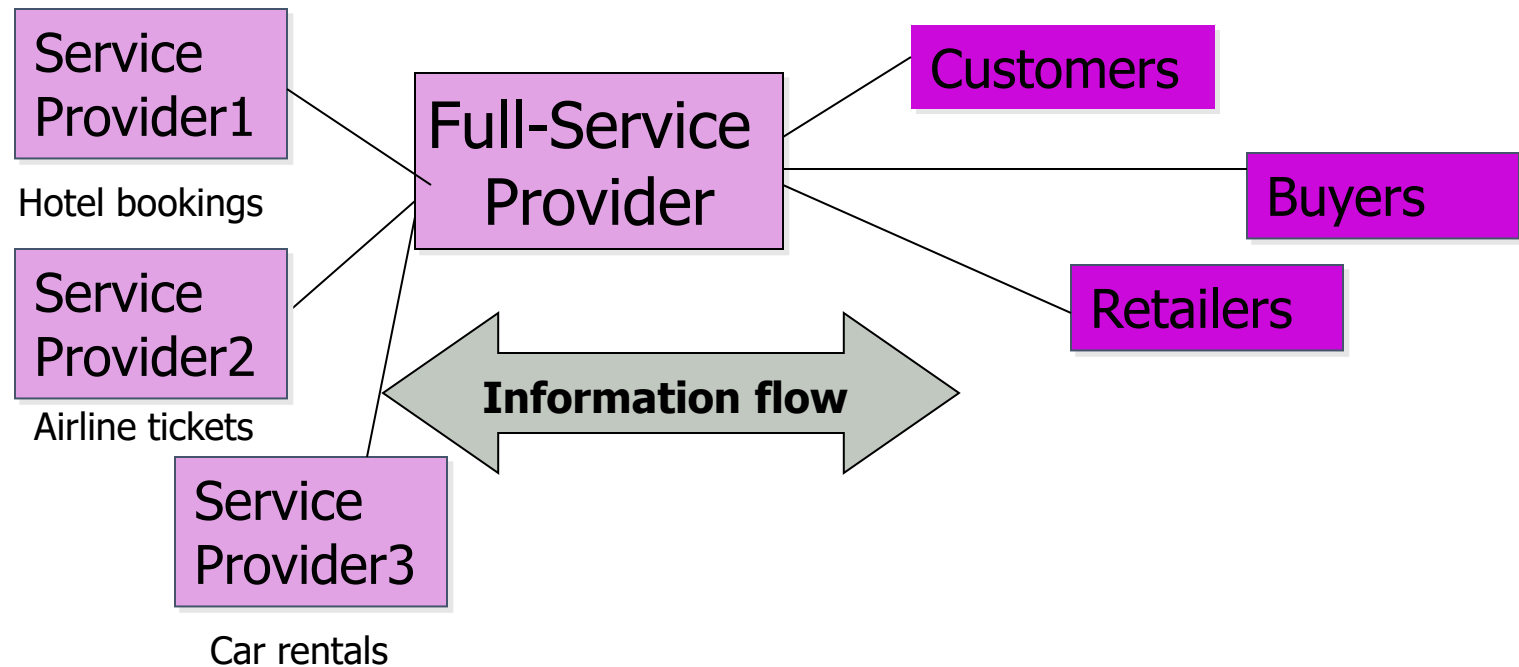 Service
Provider1
Hotel bookings
Service
Provider2
Airline tickets
Service
Provider3
Car rentals
Full-Service
Provider
Information flow
Customers
Buyers
Retailers